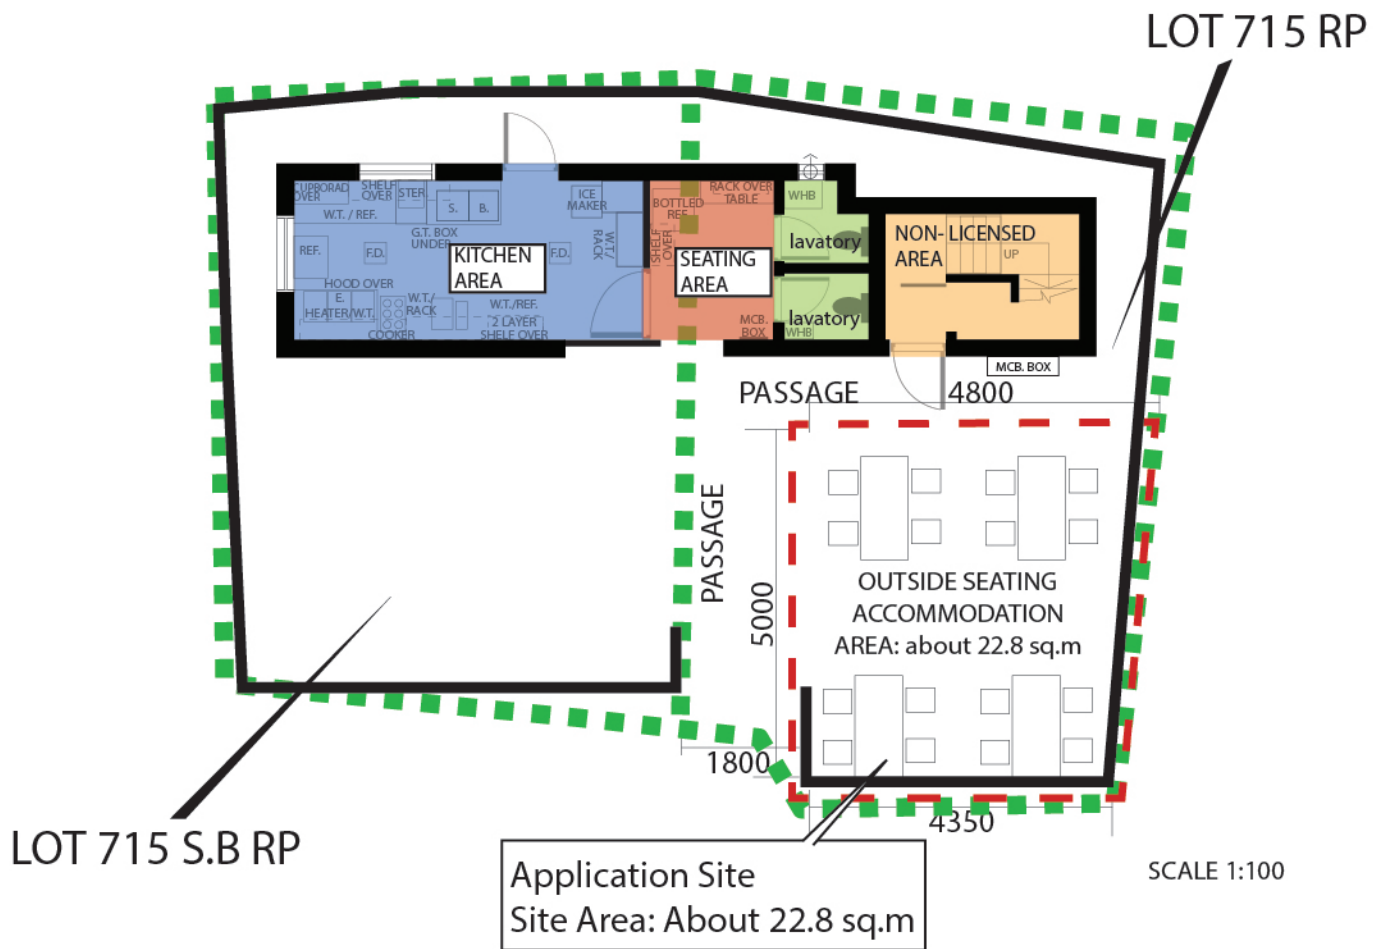 LOT 715 RP
CUPBORAD
OVER
SHELF
OVER
STER.
W.T. / REF.
S.
B.
G.T. BOX
UNDER
ICE
MAKER
W.T./
RACK
REF.
F.D.
KITCHEN
AREA
F.D.
HOOD OVER
E.
HEATER/W.T.
W.T./
RACK
COOKER
W.T./REF.
2 LAYER
SHELF OVER
BOTTLED
REF.
RACK OVER
TABLE
SHELF
OVER
SEATING
AREA
MCB.
BOX
WHB
lavatory
lavatory
WHB
NON-LICENSED
AREA
UP
MCB. BOX
PASSAGE
4800
PASSAGE
5000
OUTSIDE SEATING
ACCOMMODATION
AREA: about 22.8 sq.m
1800
4350
LOT 715 S.B RP
Application Site
Site Area: About 22.8 sq.m
SCALE 1:100